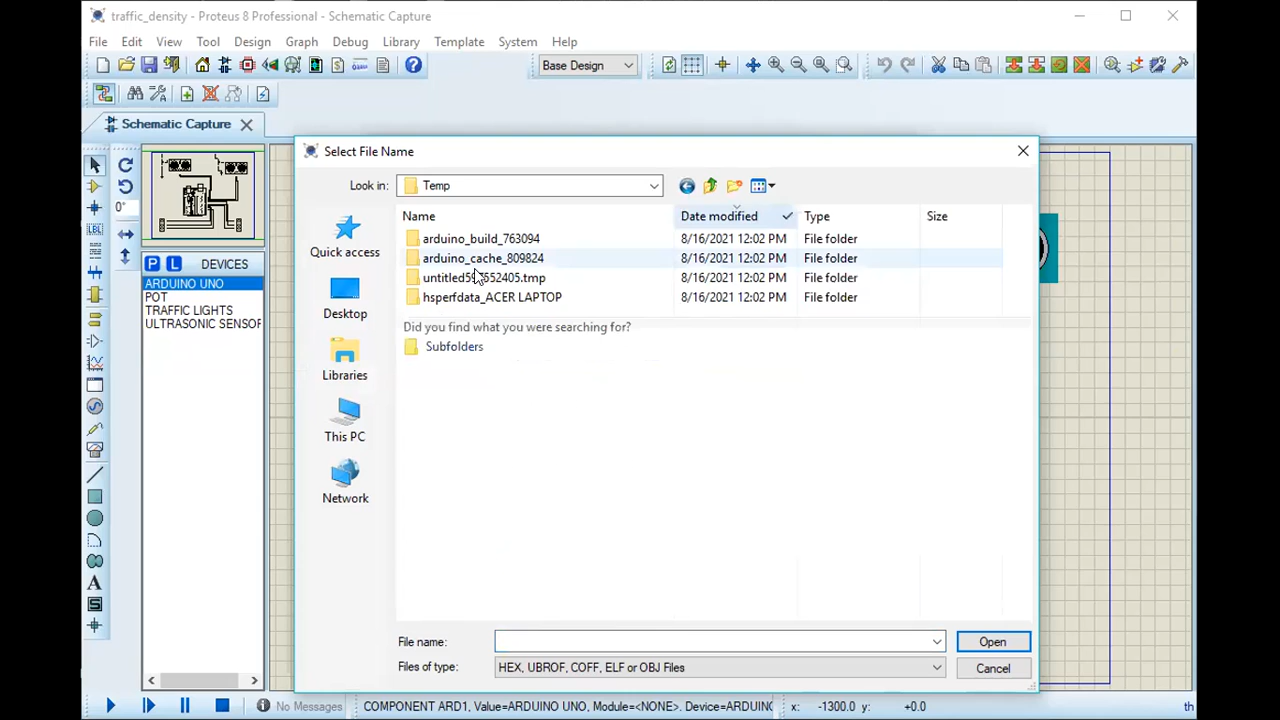 traffic_density - Proteus 8 Professional - Schematic Capture
File Edit View Tool Design Graph Debug Library Template System Help
Base Design
Schematic Capture
Select File Name
Look in: Temp
0°
Name Date modified Type Size
Quick access
arduino_build_763094 8/16/2021 12:02 PM File folder
arduino_cache_809824 8/16/2021 12:02 PM File folder
8/16/2021 12:02 PM File folder
hsperfdata_ACER LAPTOP 8/16/2021 12:02 PM File folder
P L DEVICES
ARDUINO UNO
POT
TRAFFIC LIGHTS
ULTRASONIC SENSOF
Did you find what you were searching for?
Subfolders
Desktop
Libraries
This PC
Network
LBL
A
S
File name: Open
Files of type: HEX, UBROF, COFF, ELF or OBJ Files Cancel
No Messages COMPONENT ARD1, Value=ARDUINO UNO, Module=<NONE>. Device=ARDUINO x: -1300.0 y: +0.0 th